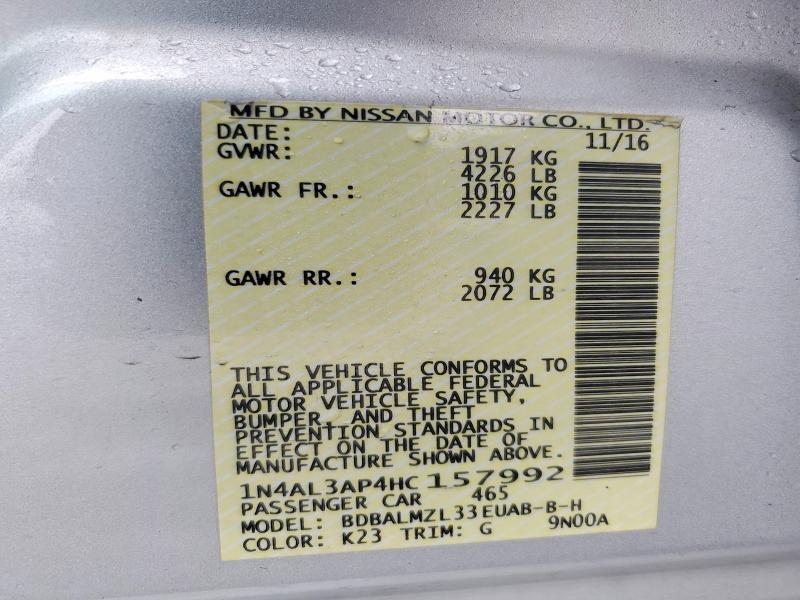 MFD BY NISSAN MOTOR CO., LTD.
DATE: 11/16
GVWR: 1917 KG
4226 LB
GAWR FR.: 1010 KG
2227 LB
GAWR RR.: 940 KG
2072 LB
THIS VEHICLE CONFORMS TO
ALL APPLICABLE FEDERAL
MOTOR VEHICLE SAFETY,
BUMPER, AND THEFT
PREVENTION STANDARDS IN
EFFECT ON THE DATE OF
MANUFACTURE SHOWN ABOVE.
1N4AL3AP4HC157992
PASSENGER CAR 465
MODEL: BDBALMZL33EUAB-B-H
COLOR: K23 TRIM: G 9N00A